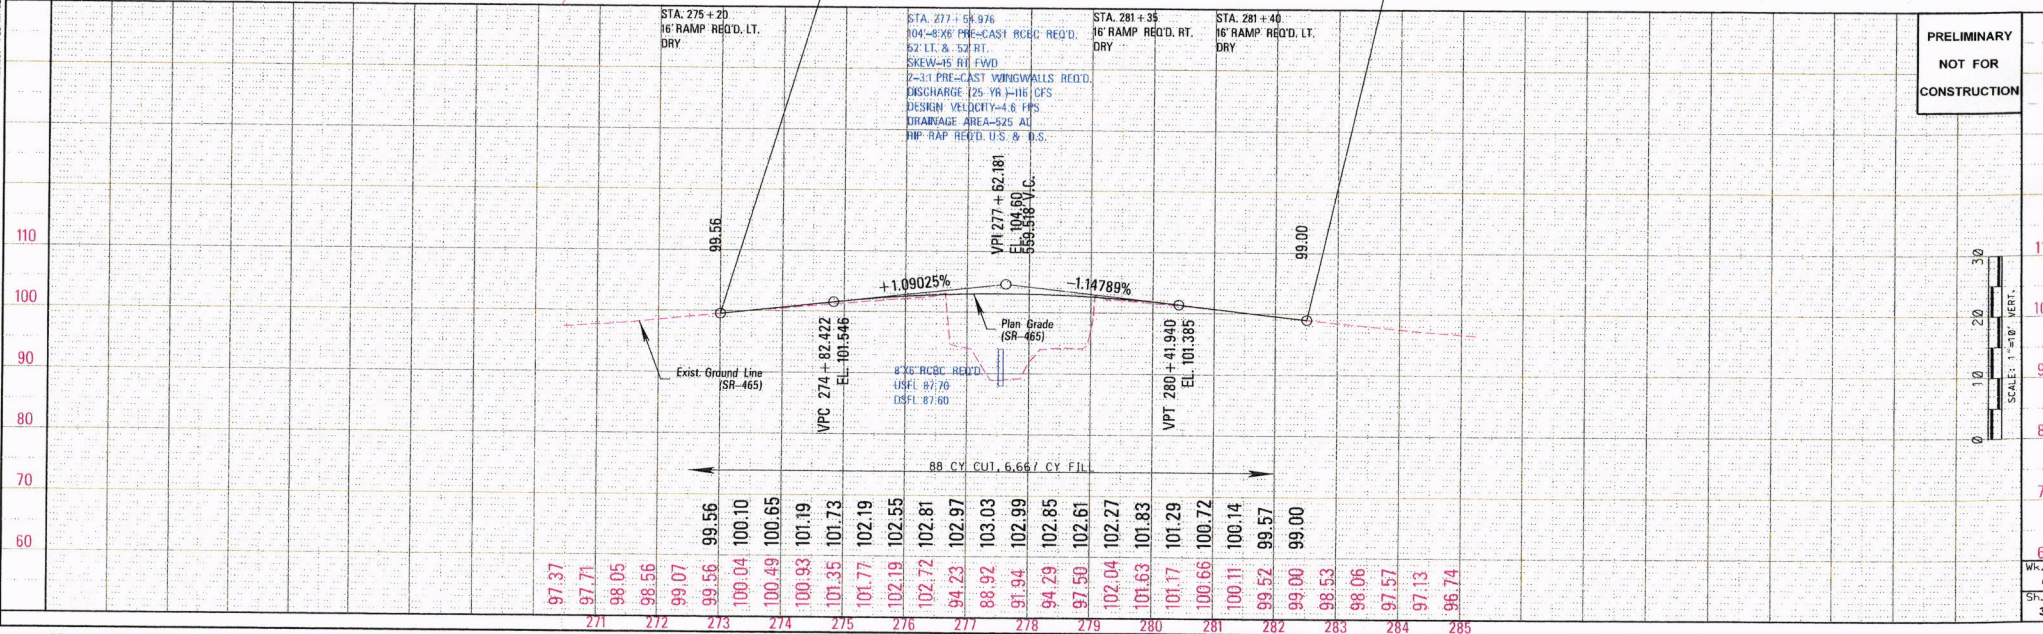 STA. 275 + 20
16' RAMP REQ'D. LT.
DRY
STA. 277 + 54.976
104'-8'X6' PRE-CAST RCBC REQ'D.
52' LT. & 52' RT.
SKEW-15 RT FWD
2-3:1 PRE-CAST WINGWALLS REQ'D.
DISCHARGE (25 YR.)-116 CFS
DESIGN VELOCITY-4.6 FPS
DRAINAGE AREA-525 AC
RIP RAP REQ'D. U.S. & D.S.
STA. 281 + 35
16' RAMP REQ'D. RT.
DRY
STA. 281 + 40
16' RAMP REQ'D. LT.
DRY
PRELIMINARY
NOT FOR
CONSTRUCTION
99.56
VPI 277 + 62.181
EL. 104.60
559.518' V.C.
99.00
110
100
90
80
70
60
+1.09025%
-1.14789%
Plan Grade
(SR-465)
Exist. Ground Line
(SR-465)
VPC 274 + 82.422
EL. 101.546
8'X6' RCBC REQ'D
USFL 87.70
DSFL 87.60
VPT 280 + 41.940
EL. 101.385
30
20
10
0
SCALE: 1"=10' VERT.
88 CY CUT, 6,667 CY FILL
99.56 100.10 100.65 101.19 101.73 102.19 102.55 102.81 102.97 103.03 102.99 102.85 102.61 102.27 101.83 101.29 100.72 100.14 99.57 99.00
97.37 97.71 98.05 98.56 99.07 99.56 100.04 100.49 100.93 101.35 101.77 102.19 102.72 94.23 88.92 91.94 94.29 97.50 102.04 101.63 101.17 100.66 100.11 99.52 99.00 98.53 98.06 97.57 97.13 96.74
271 272 273 274 275 276 277 278 279 280 281 282 283 284 285
Wk.
Sh.